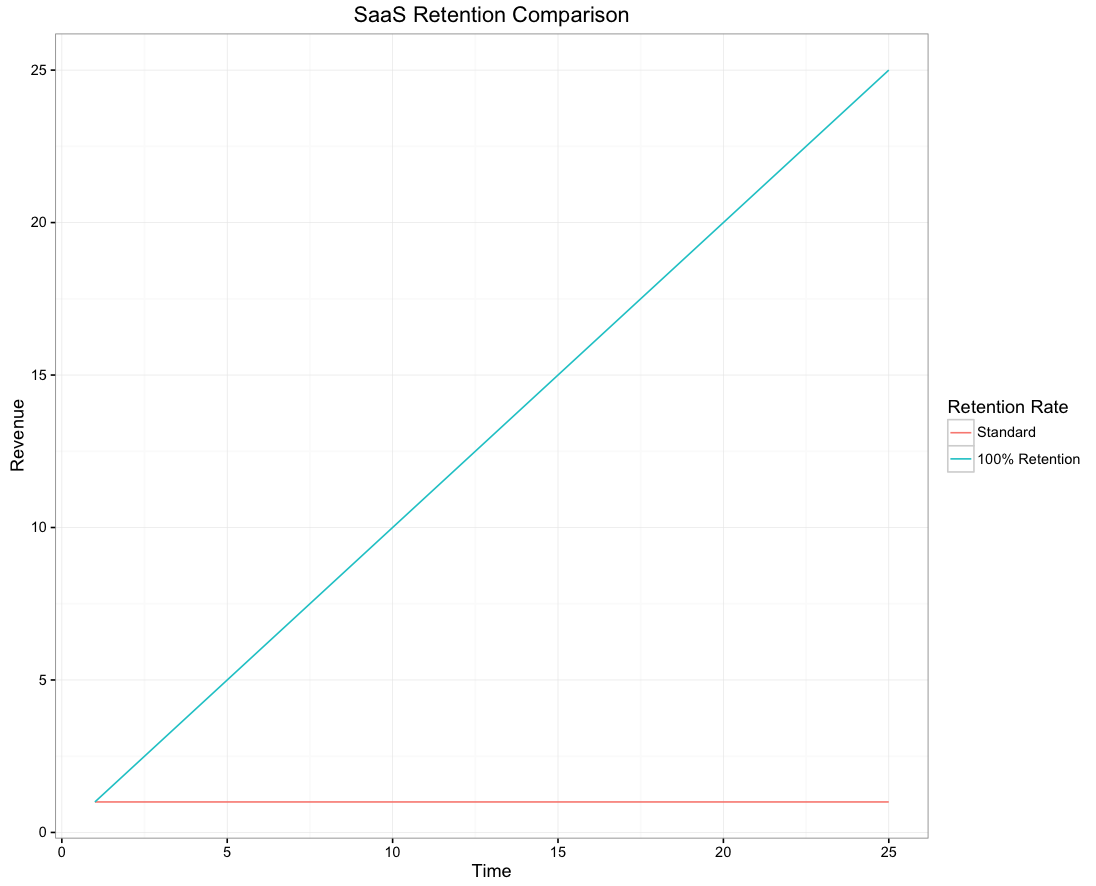 SaaS Retention Comparison
25
20
15
10
5
0
Revenue
0 5 10 15 20 25
Time
Retention Rate
Standard
100% Retention